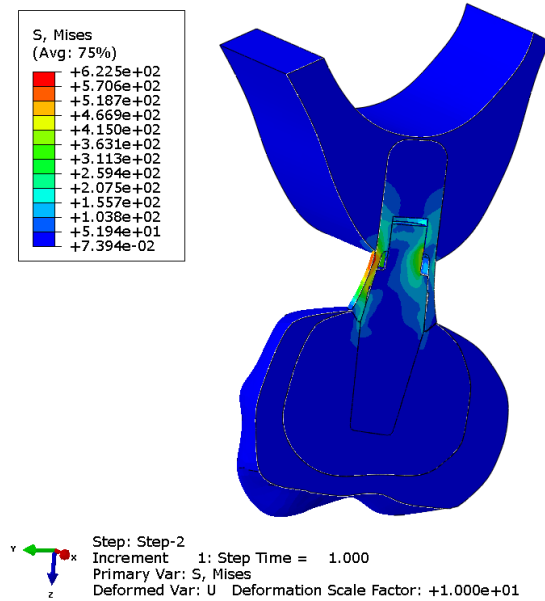 S, Mises
(Avg: 75%)
+6.225e+02
+5.706e+02
+5.187e+02
+4.669e+02
+4.150e+02
+3.631e+02
+3.113e+02
+2.594e+02
+2.075e+02
+1.557e+02
+1.038e+02
+5.194e+01
+7.394e-02
Y
X
Z
Step: Step-2
Increment 1: Step Time = 1.000
Primary Var: S, Mises
Deformed Var: U Deformation Scale Factor: +1.000e+01